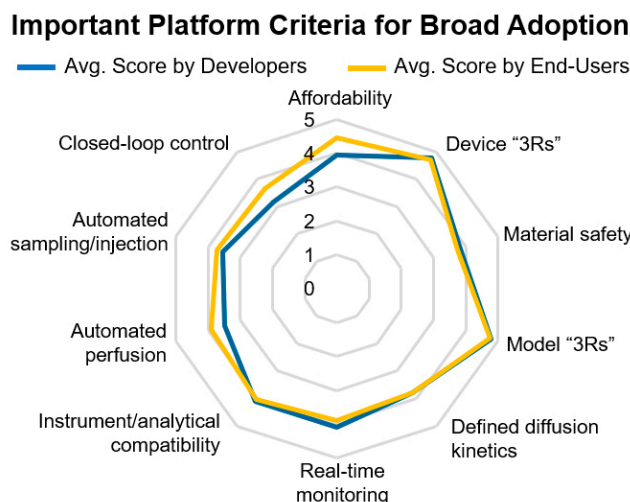 Important Platform Criteria for Broad Adoption
Avg. Score by Developers
Avg. Score by End-Users
Affordability
Closed-loop control
Device “3Rs”
Automated
sampling/injection
Material safety
Automated
perfusion
Model “3Rs”
Instrument/analytical
compatibility
Defined diffusion
kinetics
Real-time
monitoring
5
4
3
2
1
0